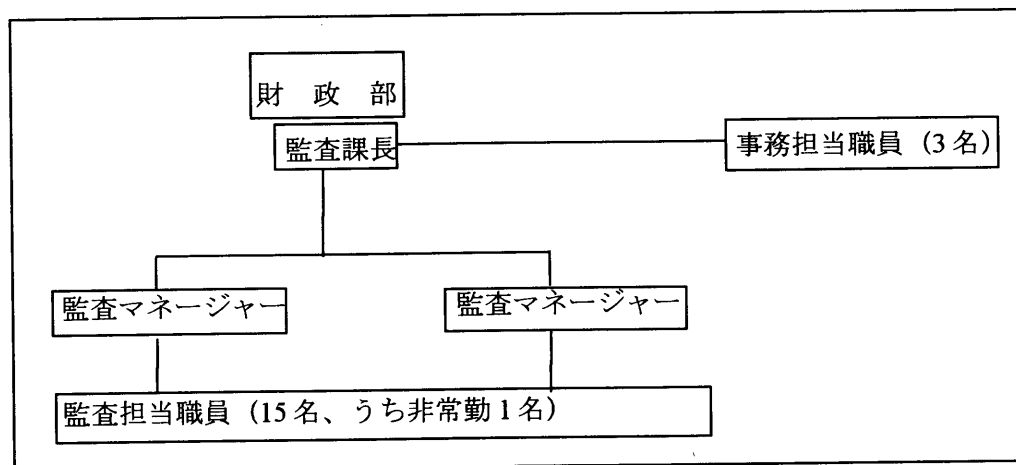 財 政 部
監査課長
事務担当職員（3名）
監査マネージャー
監査マネージャー
監査担当職員（15名、うち非常勤1名）